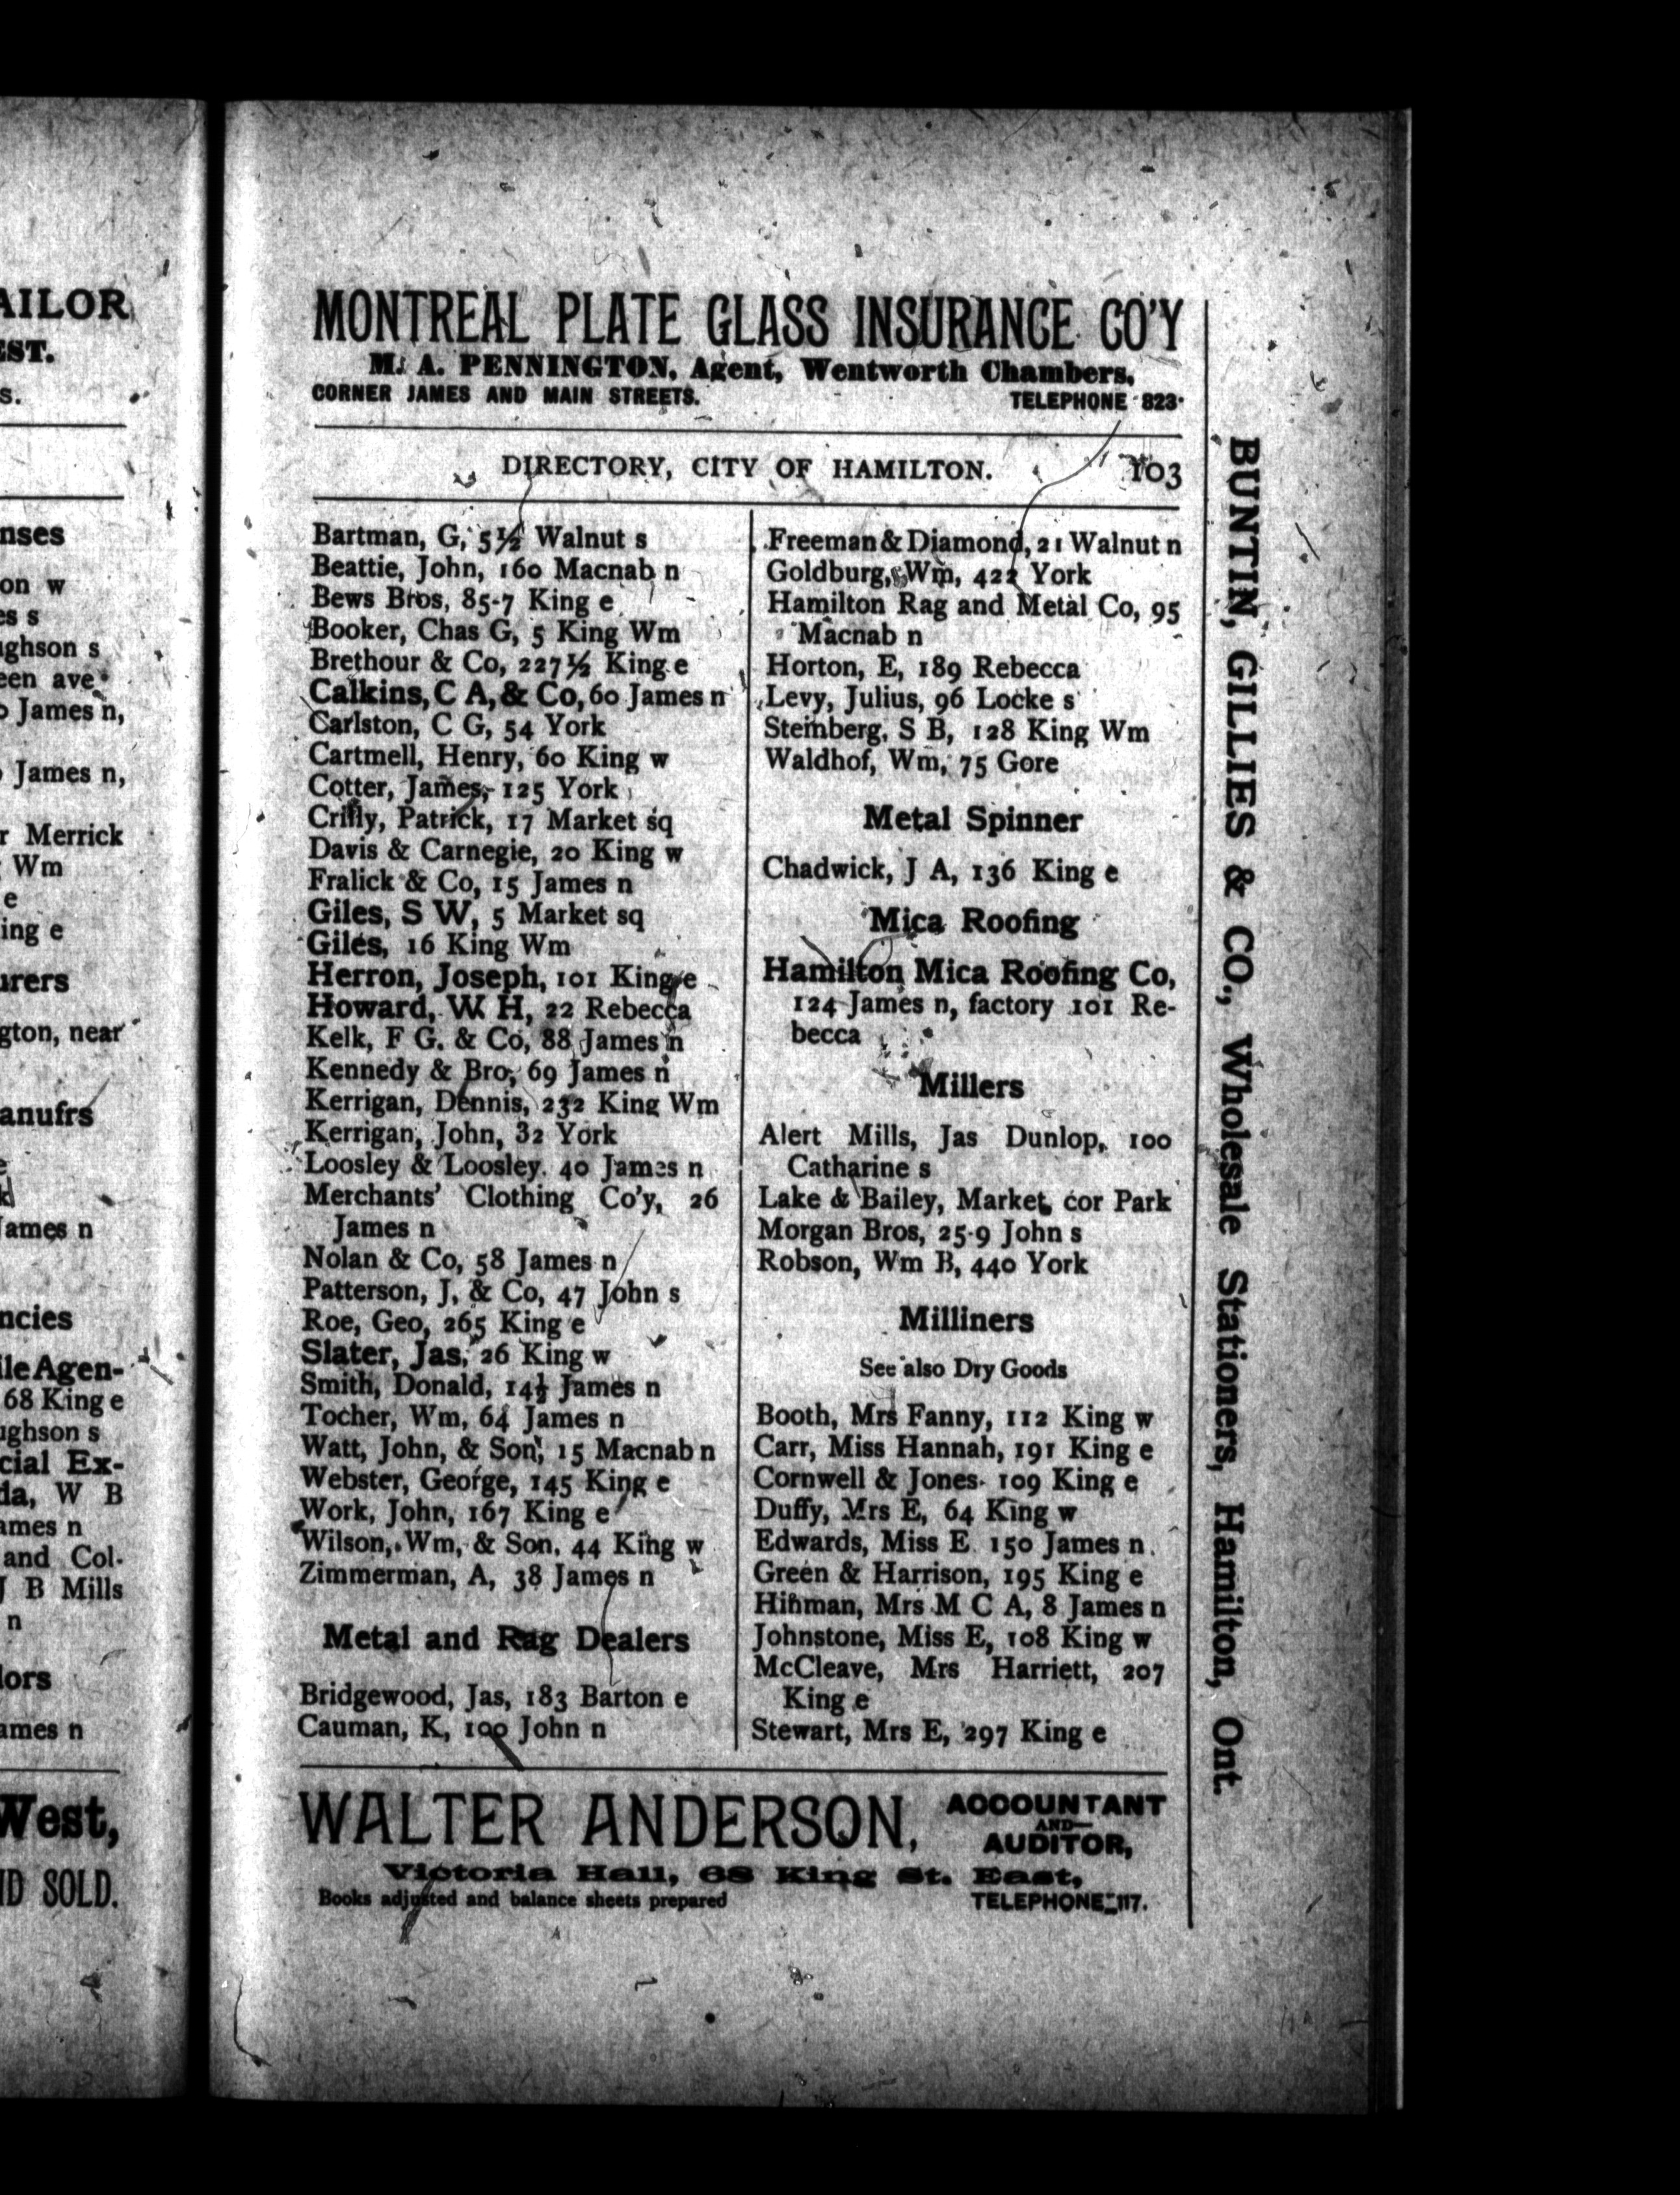 AILOR
EST.
s.
nses
on w
es s
ughson s
een ave
o James n,
James n,
r Merrick
Wm
e
ing e
urers
gton, near
anufrs
James n
ncies
ile Agen-
68 King e
ughson s
cial Ex-
da, W B
ames n
and Col-
J B Mills
n
lors
ames n
West,
ND SOLD.
MONTREAL PLATE GLASS INSURANCE CO'Y
M. A. PENNINGTON, Agent, Wentworth Chambers,
CORNER JAMES AND MAIN STREETS. TELEPHONE 823.
DIRECTORY, CITY OF HAMILTON. 103
Bartman, G, 5½ Walnut s
Beattie, John, 160 Macnab n
Bews Bros, 85-7 King e
Booker, Chas G, 5 King Wm
Brethour & Co, 227½ King e
Calkins, C A, & Co, 60 James n
Carlston, C G, 54 York
Cartmell, Henry, 60 King w
Cotter, James, 125 York
Crilly, Patrick, 17 Market sq
Davis & Carnegie, 20 King w
Fralick & Co, 15 James n
Giles, S W, 5 Market sq
Giles, 16 King Wm
Herron, Joseph, 101 King e
Howard, W H, 22 Rebecca
Kelk, F G. & Co, 88 James n
Kennedy & Bro, 69 James n
Kerrigan, Dennis, 232 King Wm
Kerrigan, John, 32 York
Loosley & Loosley. 40 James n
Merchants' Clothing Co'y, 26
James n
Nolan & Co, 58 James n
Patterson, J, & Co, 47 John s
Roe, Geo, 265 King e
Slater, Jas, 26 King w
Smith, Donald, 14½ James n
Tocher, Wm, 64 James n
Watt, John, & Son, 15 Macnab n
Webster, George, 145 King e
Work, John, 167 King e
Wilson, Wm, & Son, 44 King w
Zimmerman, A, 38 James n
Metal and Rag Dealers
Bridgewood, Jas, 183 Barton e
Cauman, K, 100 John n
Freeman & Diamond, 21 Walnut n
Goldburg, Wm, 422 York
Hamilton Rag and Metal Co, 95
Macnab n
Horton, E, 189 Rebecca
Levy, Julius, 96 Locke s
Steinberg, S B, 128 King Wm
Waldhof, Wm, 75 Gore
Metal Spinner
Chadwick, J A, 136 King e
Mica Roofing
Hamilton Mica Roofing Co,
124 James n, factory 101 Re-
becca
Millers
Alert Mills, Jas Dunlop, 100
Catharine s
Lake & Bailey, Market, cor Park
Morgan Bros, 25-9 John s
Robson, Wm B, 440 York
Milliners
See also Dry Goods
Booth, Mrs Fanny, 112 King w
Carr, Miss Hannah, 191 King e
Cornwell & Jones. 109 King e
Duffy, Mrs E, 64 King w
Edwards, Miss E 150 James n
Green & Harrison, 195 King e
Hinman, Mrs M C A, 8 James n
Johnstone, Miss E, 108 King w
McCleave, Mrs Harriett, 207
King e
Stewart, Mrs E, 297 King e
WALTER ANDERSON, ACCOUNTANT
AND
AUDITOR,
Victoria Hall, 68 King St. East,
Books adjusted and balance sheets prepared TELEPHONE 117.
BUNTIN, GILLIES & CO., Wholesale Stationers, Hamilton, Ont.